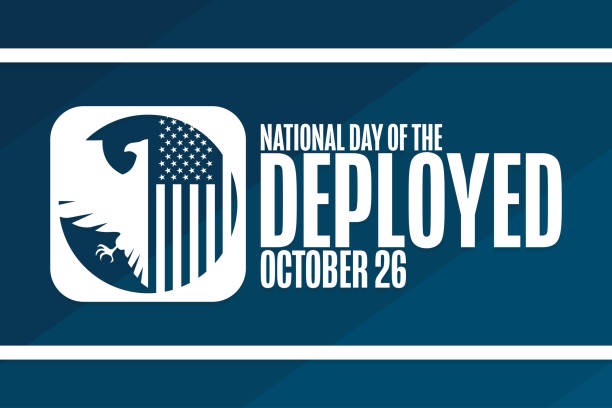 NATIONAL DAY OF THE
DEPLOYED
OCTOBER 26